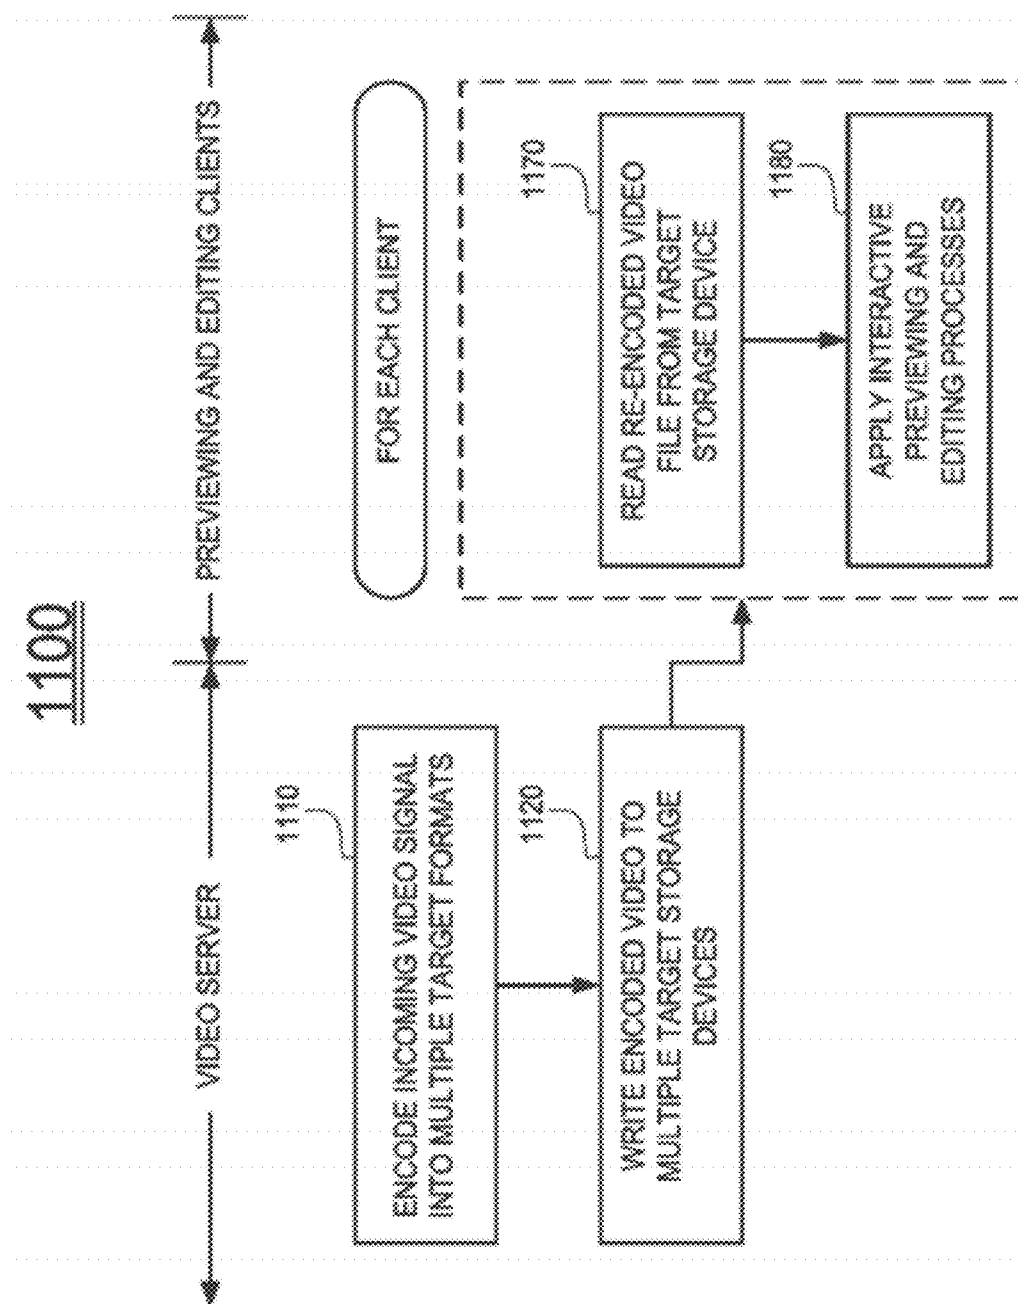 1100
VIDEO SERVER
PREVIEWING AND EDITING CLIENTS
1110
ENCODE INCOMING VIDEO SIGNAL
INTO MULTIPLE TARGET FORMATS
1120
WRITE ENCODED VIDEO TO
MULTIPLE TARGET STORAGE
DEVICES
FOR EACH CLIENT
1170
READ RE-ENCODED VIDEO
FILE FROM TARGET
STORAGE DEVICE
1180
APPLY INTERACTIVE
PREVIEWING AND
EDITING PROCESSES